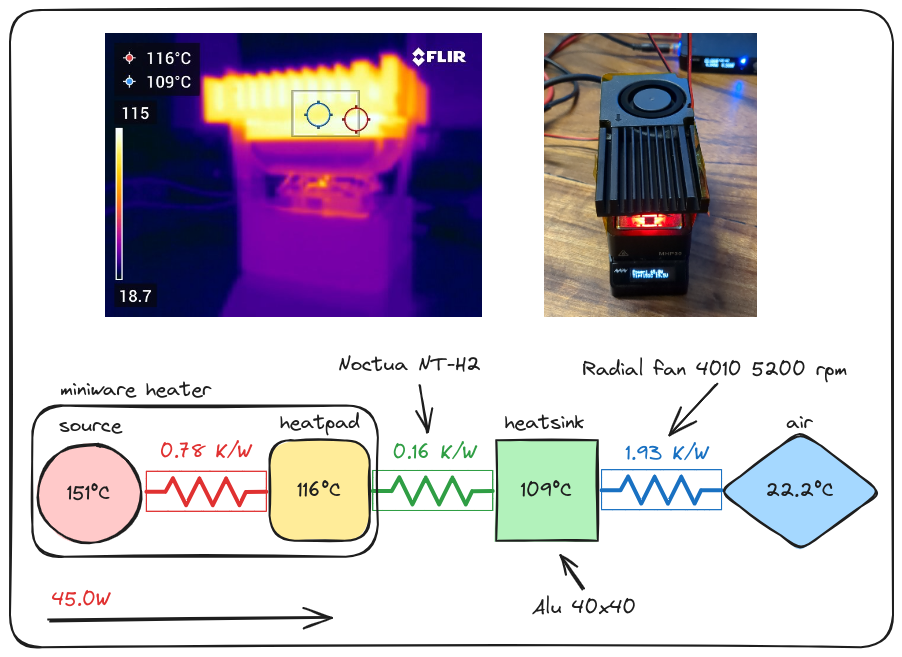 116°C
109°C
FLIR
115
18.7
Noctua NT-H2
Radial fan 4010 5200 rpm
miniware heater
source
heatpad
heatsink
air
0.78 K/W
0.16 K/W
1.93 K/W
151°C
116°C
109°C
22.2°C
Alu 40x40
45.0W